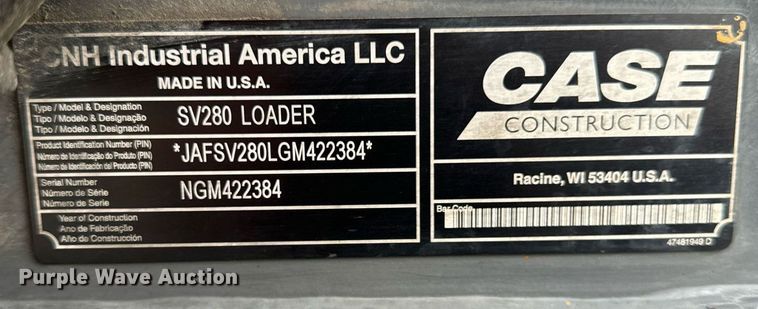 CNH Industrial America LLC
MADE IN U.S.A.
Type / Model & Designation
Tipo / Modelo & Designação
Tipo / Modelo & Designación
SV280 LOADER
Product Identification Number (PIN)
Número de Identificação do Produto (PIN)
Número de Identificación del Producto (PIN)
*JAFSV280LGM422384*
Serial Number
Número de Série
Número de Serie
NGM422384
Year of Construction
Ano de Fabricação
Año de Construcción
CASE
CONSTRUCTION
Racine, WI 53404 U.S.A.
Bar Code
47481949 D
Purple Wave Auction